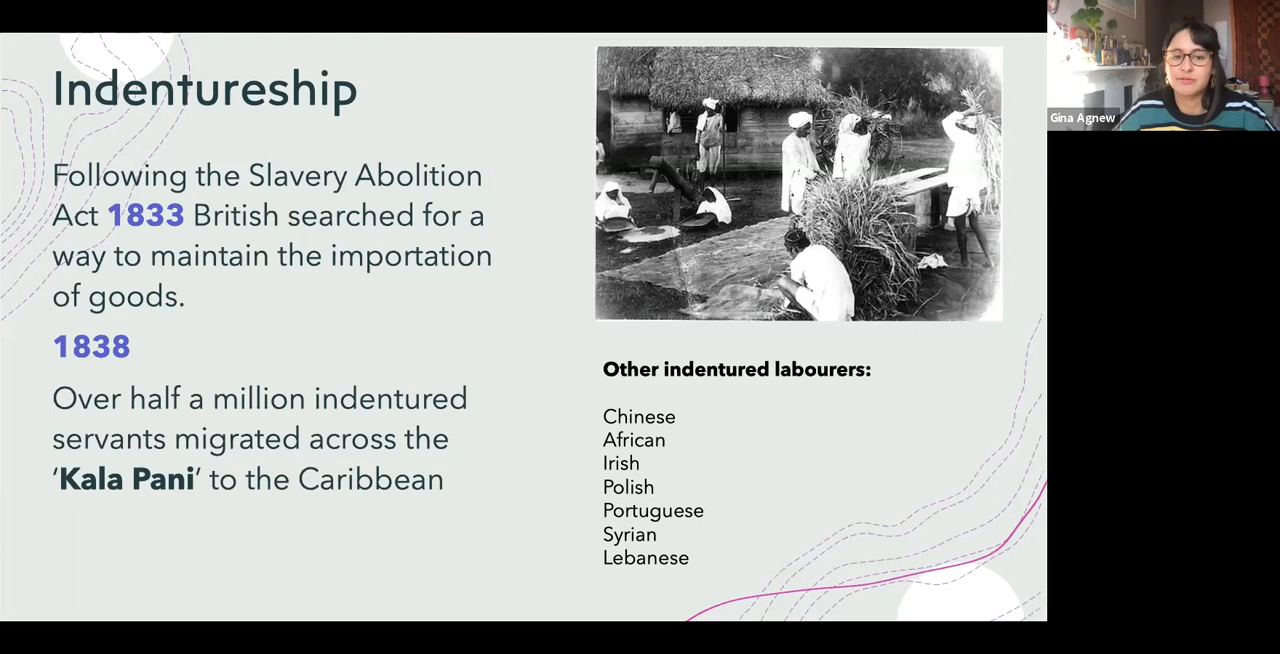 Indentureship
Following the Slavery Abolition
Act 1833 British searched for a
way to maintain the importation
of goods.
1838
Over half a million indentured
servants migrated across the
‘Kala Pani’ to the Caribbean
Other indentured labourers:
Chinese
African
Irish
Polish
Portuguese
Syrian
Lebanese
Gina Agnew